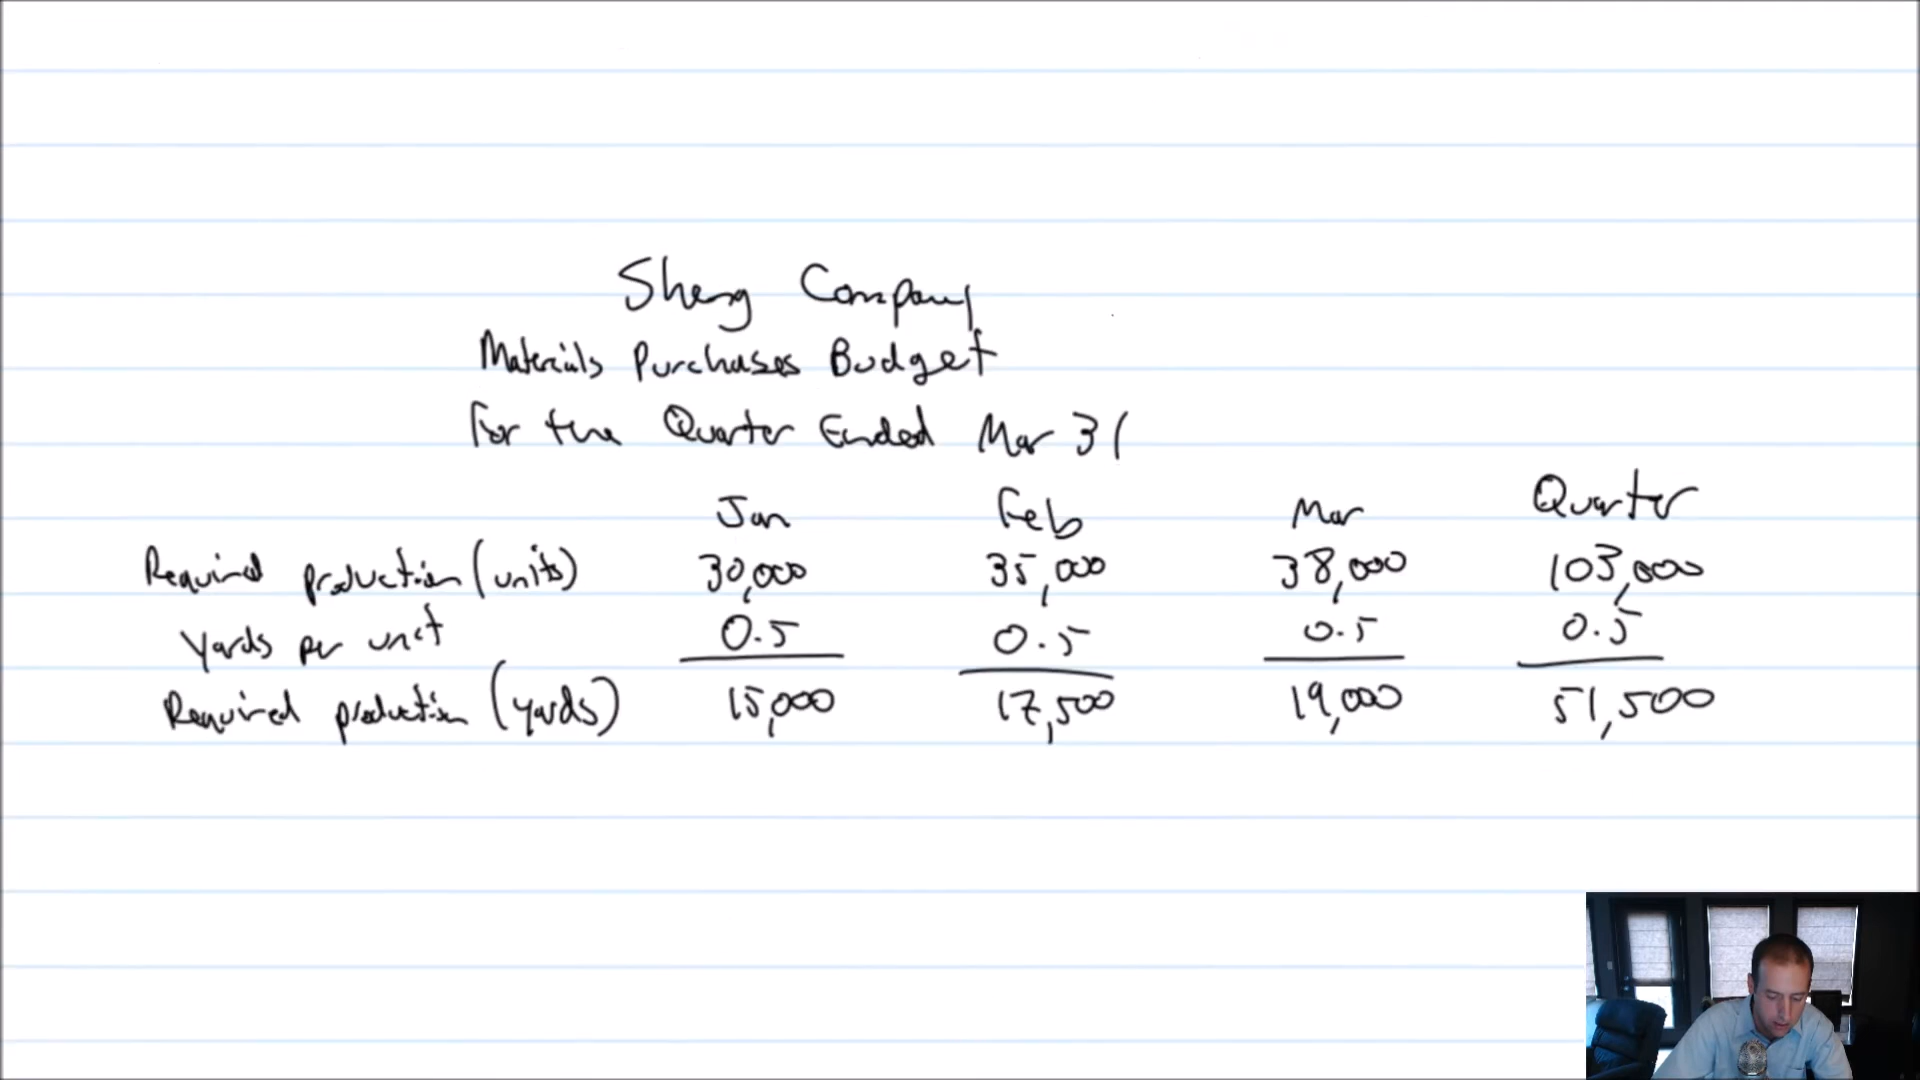 Sheng Company
Materials Purchases Budget
For the Quarter Ended Mar 31
Jan Feb Mar Quarter
Required production (units) 30,000 35,000 38,000 103,000
Yards per unit 0.5 0.5 0.5 0.5
Required production (yards) 15,000 17,500 19,000 51,500